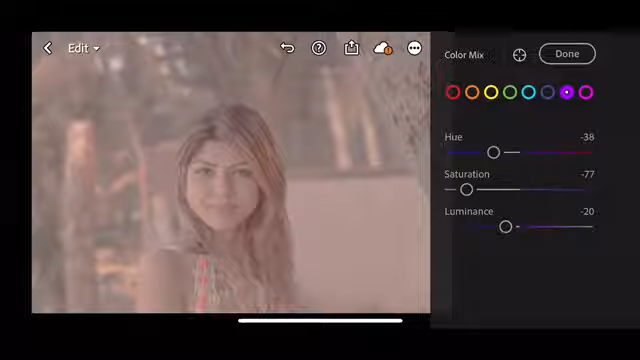 Edit
Color Mix
Done
Hue -38
Saturation -77
Luminance -20